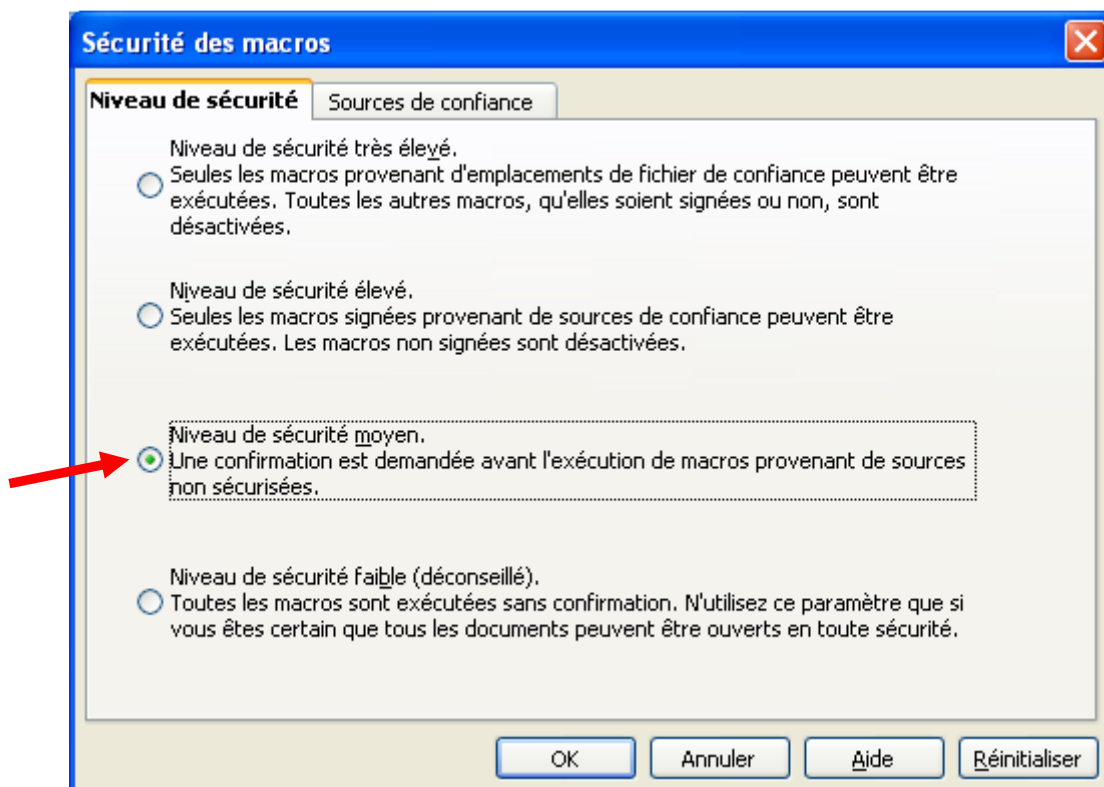 Sécurité des macros
Niveau de sécurité Sources de confiance
Niveau de sécurité très élevé.
Seules les macros provenant d'emplacements de fichier de confiance peuvent être
exécutées. Toutes les autres macros, qu'elles soient signées ou non, sont
désactivées.
Niveau de sécurité élevé.
Seules les macros signées provenant de sources de confiance peuvent être
exécutées. Les macros non signées sont désactivées.
Niveau de sécurité moyen.
Une confirmation est demandée avant l'exécution de macros provenant de sources
non sécurisées.
Niveau de sécurité faible (déconseillé).
Toutes les macros sont exécutées sans confirmation. N'utilisez ce paramètre que si
vous êtes certain que tous les documents peuvent être ouverts en toute sécurité.
OK Annuler Aide Réinitialiser